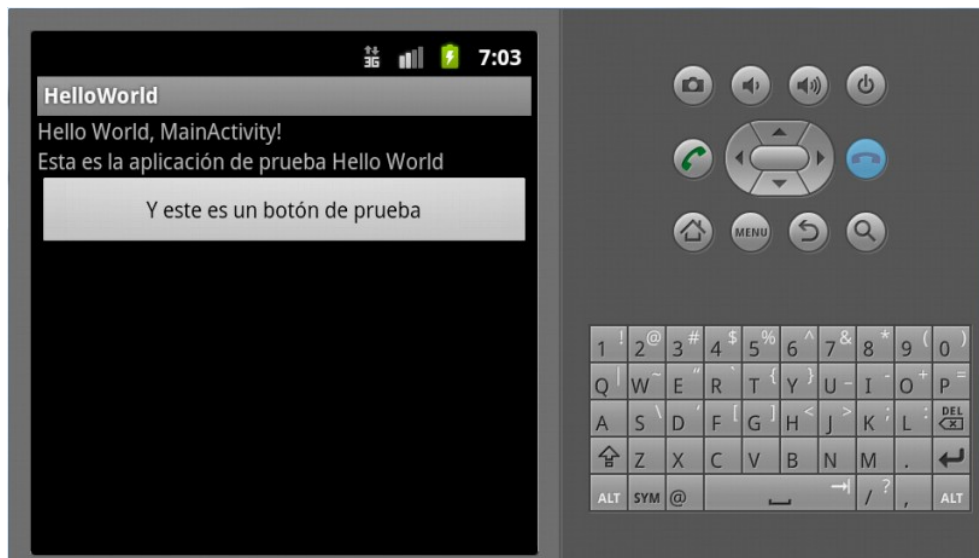 3G 7:03
HelloWorld
Hello World, MainActivity!
Esta es la aplicación de prueba Hello World
Y este es un botón de prueba
MENU
1 ! 2 @ 3 # 4 $ 5 % 6 ^ 7 & 8 * 9 ( 0 )
Q | W ~ E " R ` T { Y } U _ I - O + P =
A S \ D ' F [ G ] H < J > K ; L : DEL
Z X C V B N M .
ALT SYM @ / ? , ALT